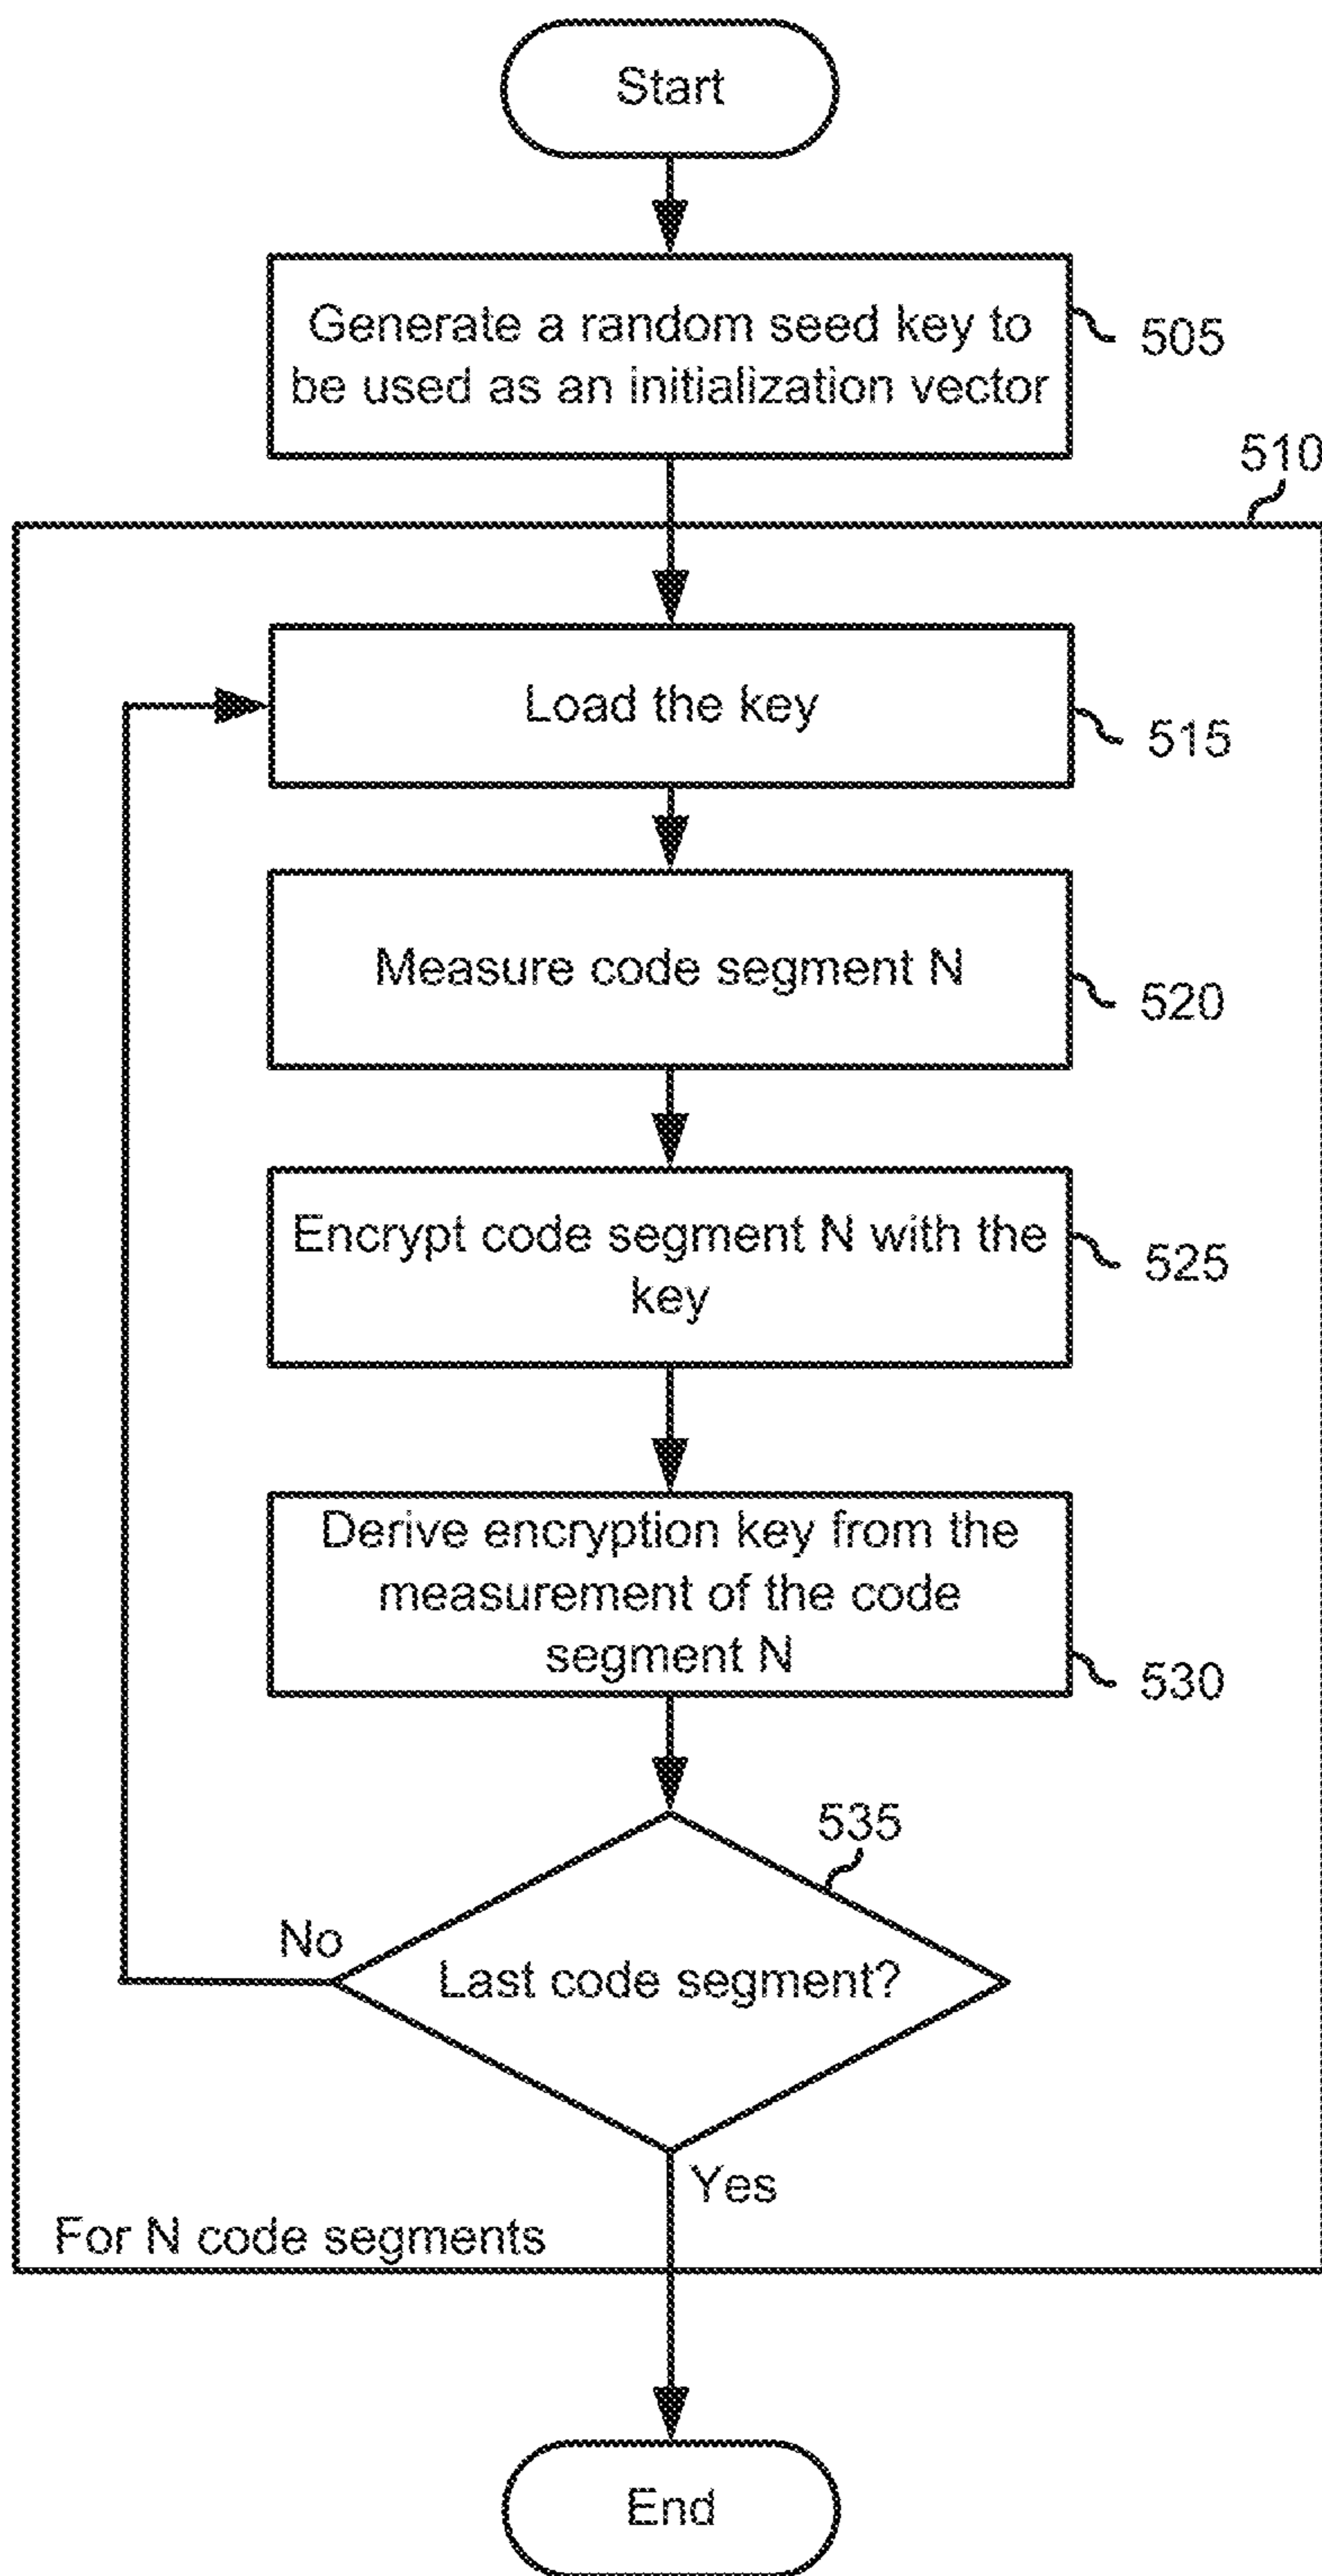 Start
Generate a random seed key to
be used as an initialization vector
505
510
Load the key
515
Measure code segment N
520
Encrypt code segment N with the
key
525
Derive encryption key from the
measurement of the code
segment N
530
535
No
Last code segment?
Yes
For N code segments
End